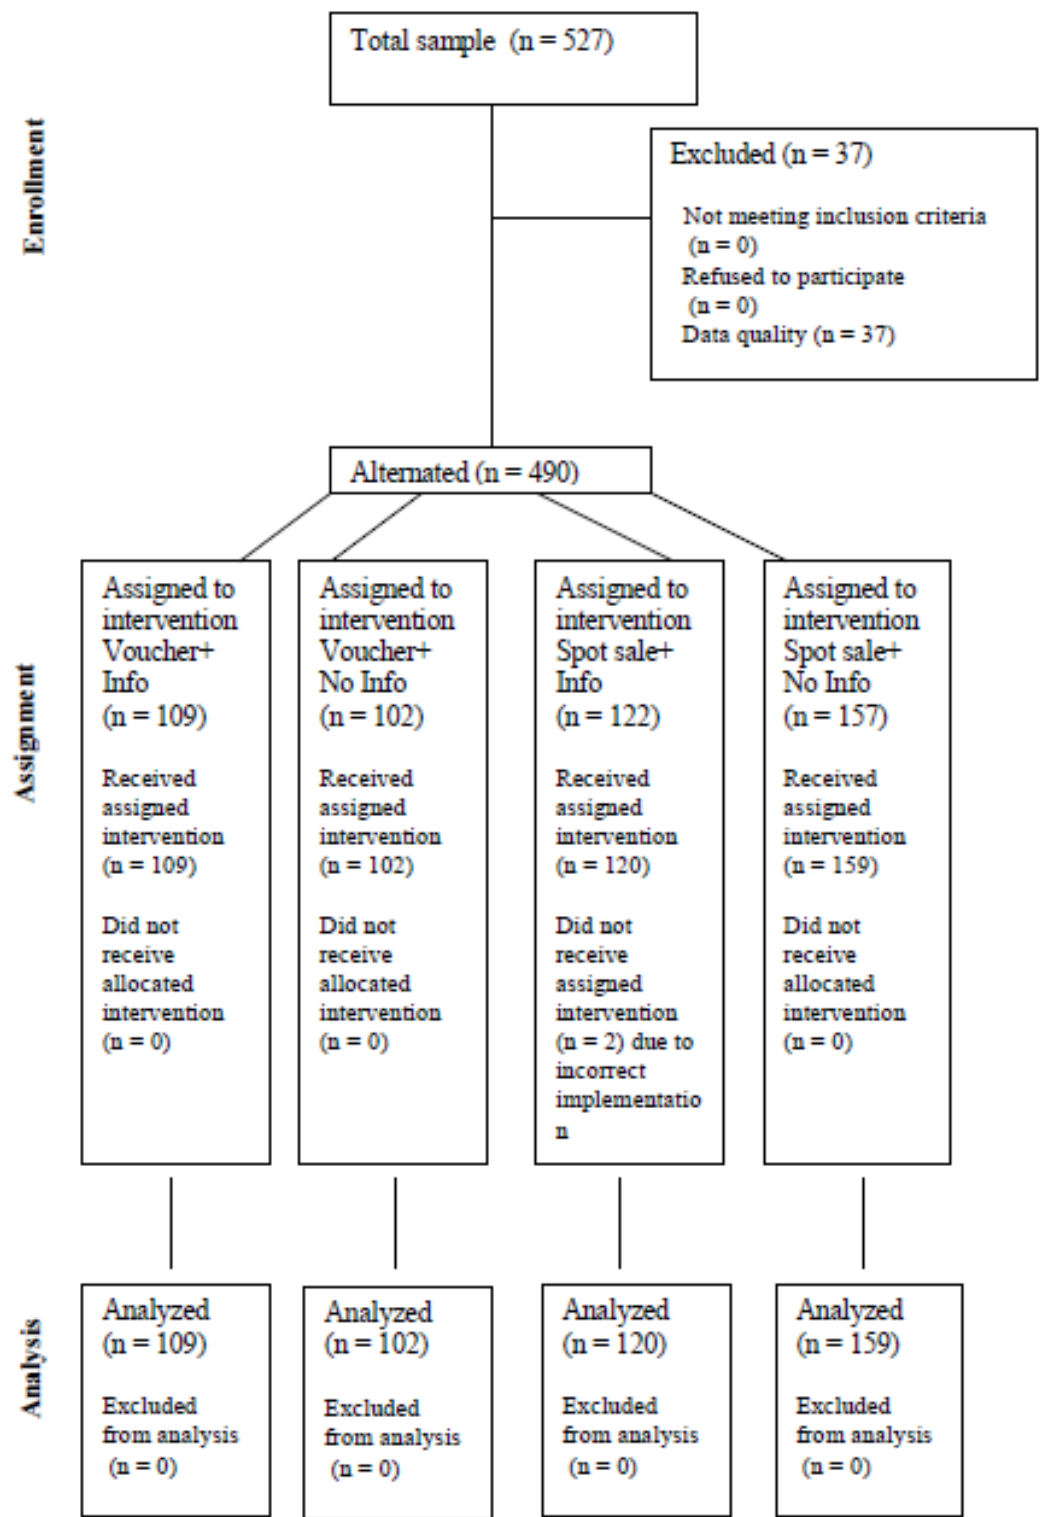 Enrollment
Total sample (n = 527)
Excluded (n = 37)
Not meeting inclusion criteria
(n = 0)
Refused to participate
(n = 0)
Data quality (n = 37)
Alternated (n = 490)
Assignment
Assigned to
intervention
Voucher+
Info
(n = 109)
Received
assigned
intervention
(n = 109)
Did not
receive
allocated
intervention
(n = 0)
Assigned to
intervention
Voucher+
No Info
(n = 102)
Received
assigned
intervention
(n = 102)
Did not
receive
allocated
intervention
(n = 0)
Assigned to
intervention
Spot sale+
Info
(n = 122)
Received
assigned
intervention
(n = 120)
Did not
receive
assigned
intervention
(n = 2) due to
incorrect
implementatio
n
Assigned to
intervention
Spot sale+
No Info
(n = 157)
Received
assigned
intervention
(n = 159)
Did not
receive
allocated
intervention
(n = 0)
Analysis
Analyzed
(n = 109)
Excluded
from analysis
(n = 0)
Analyzed
(n = 102)
Excluded
from analysis
(n = 0)
Analyzed
(n = 120)
Excluded
from analysis
(n = 0)
Analyzed
(n = 159)
Excluded
from analysis
(n = 0)